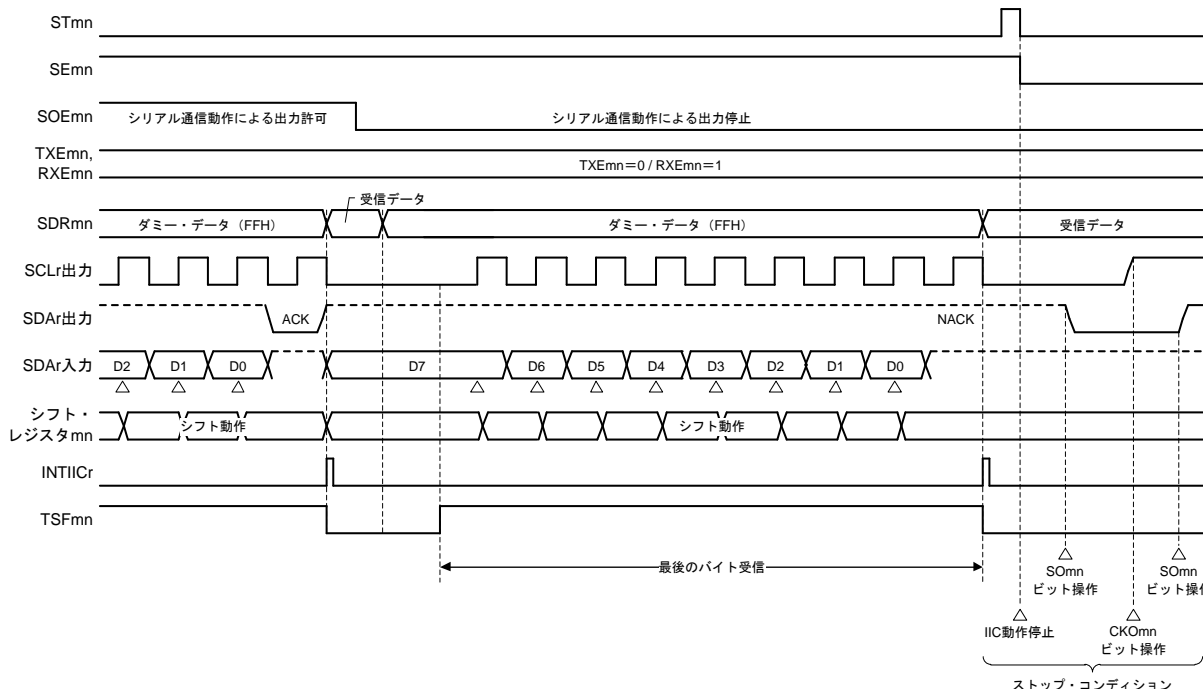 STmn
SEmn
SOEmn
シリアル通信動作による出力許可
シリアル通信動作による出力停止
TXEmn,
RXEmn
TXEmn=0 / RXEmn=1
受信データ
SDRmn
ダミー・データ（FFH）
ダミー・データ（FFH）
受信データ
SCLr出力
SDAr出力
ACK
NACK
SDAr入力
D2
D1
D0
D7
D6
D5
D4
D3
D2
D1
D0
シフト・
レジスタmn
シフト動作
シフト動作
INTIICr
TSFmn
最後のバイト受信
SOmn
ビット操作
SOmn
ビット操作
IIC動作停止
CKOmn
ビット操作
ストップ・コンディション